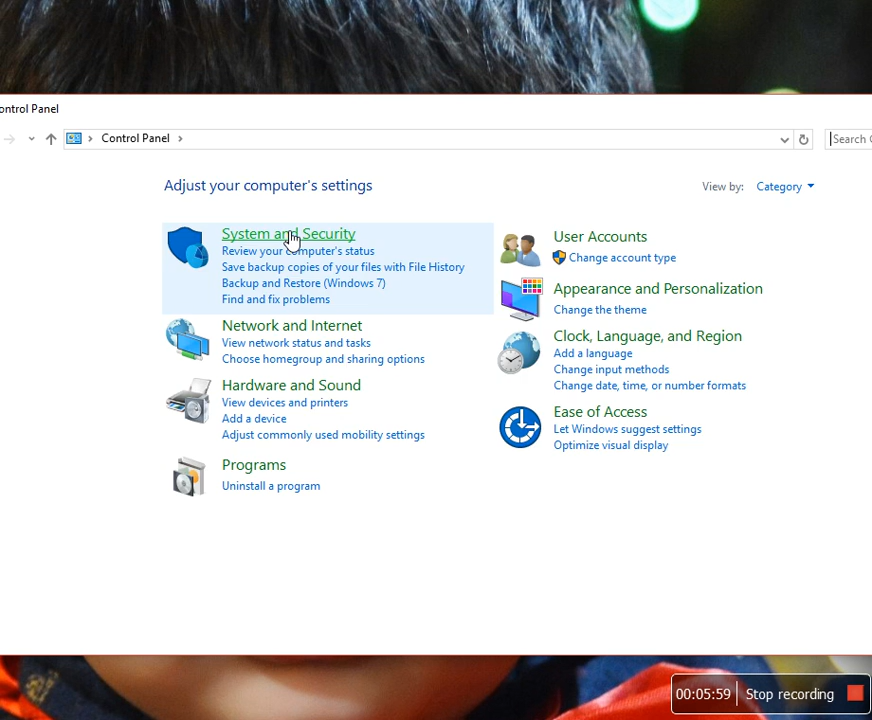 ontrol Panel
Control Panel
Search
Adjust your computer's settings
View by: Category
System and Security
Review your computer's status
Save backup copies of your files with File History
Backup and Restore (Windows 7)
Find and fix problems
Network and Internet
View network status and tasks
Choose homegroup and sharing options
Hardware and Sound
View devices and printers
Add a device
Adjust commonly used mobility settings
Programs
Uninstall a program
User Accounts
Change account type
Appearance and Personalization
Change the theme
Clock, Language, and Region
Add a language
Change input methods
Change date, time, or number formats
Ease of Access
Let Windows suggest settings
Optimize visual display
00:05:59 Stop recording